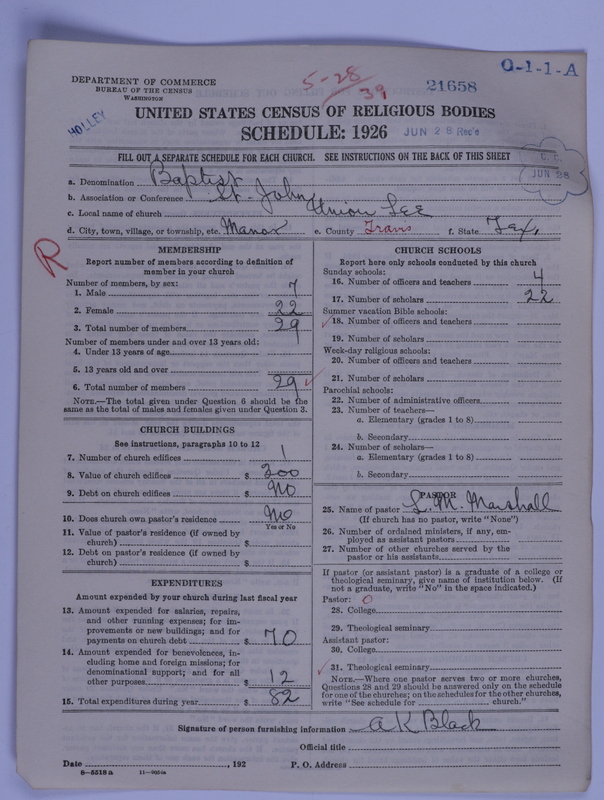 DEPARTMENT OF COMMERCE
BUREAU OF THE CENSUS
WASHINGTON
5-28
39
21658
O-1-1-A
HOLLEY
UNITED STATES CENSUS OF RELIGIOUS BODIES
SCHEDULE: 1926
JUN 28 Rec'd
FILL OUT A SEPARATE SCHEDULE FOR EACH CHURCH. SEE INSTRUCTIONS ON THE BACK OF THIS SHEET
JUN 28
a. Denomination Baptist
b. Association or Conference St. John
c. Local name of church Union Lee
d. City, town, village, or township, etc. Manor e. County Travis f. State Tex.
R
MEMBERSHIP
Report number of members according to definition of
member in your church
Number of members, by sex:
1. Male 7
2. Female 22
3. Total number of members 29
Number of members under and over 13 years old:
4. Under 13 years of age
5. 13 years old and over
6. Total number of members 29
NOTE.—The total given under Question 6 should be the
same as the total of males and females given under Question 3.
CHURCH BUILDINGS
See instructions, paragraphs 10 to 12
7. Number of church edifices 1
8. Value of church edifices $ 200
9. Debt on church edifices $ No
10. Does church own pastor's residence No
Yes or No
11. Value of pastor's residence (if owned by
church) $
12. Debt on pastor's residence (if owned by
church) $
EXPENDITURES
Amount expended by your church during last fiscal year
13. Amount expended for salaries, repairs,
and other running expenses; for im-
provements or new buildings; and for
payments on church debt $ 70
14. Amount expended for benevolences, in-
cluding home and foreign missions; for
denominational support; and for all
other purposes $ 12
15. Total expenditures during year $ 82
CHURCH SCHOOLS
Report here only schools conducted by this church
Sunday schools:
16. Number of officers and teachers 4
17. Number of scholars 22
Summer vacation Bible schools:
18. Number of officers and teachers
19. Number of scholars
Week-day religious schools:
20. Number of officers and teachers
21. Number of scholars
Parochial schools:
22. Number of administrative officers
23. Number of teachers—
a. Elementary (grades 1 to 8)
b. Secondary
24. Number of scholars—
a. Elementary (grades 1 to 8)
b. Secondary
PASTOR
25. Name of pastor L. M. Marshall
(If church has no pastor, write "None")
26. Number of ordained ministers, if any, em-
ployed as assistant pastors
27. Number of other churches served by the
pastor or his assistants
If pastor (or assistant pastor) is a graduate of a college or
theological seminary, give name of institution below. (If
not a graduate, write "No" in the space indicated.)
Pastor: 0
28. College
29. Theological seminary
Assistant pastor:
30. College
31. Theological seminary
NOTE.—Where one pastor serves two or more churches,
Questions 28 and 29 should be answered only on the schedule
for one of the churches; on the schedules for the other churches,
write "See schedule for church."
Signature of person furnishing information A K Black
Official title
Date , 192 P. O. Address
8-5518a 11-9054a